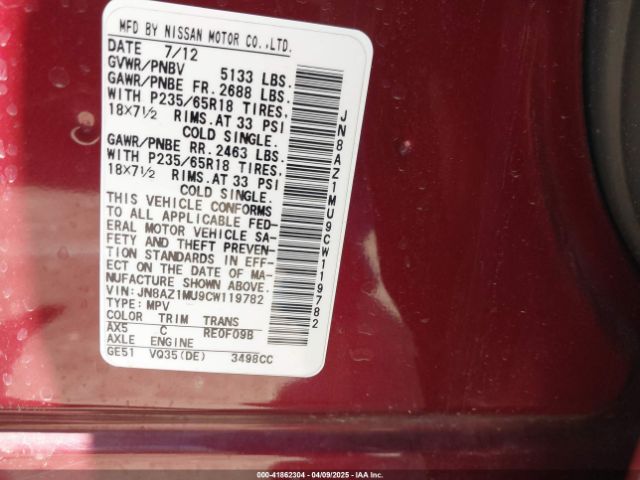 MFD BY NISSAN MOTOR CO.,LTD.
DATE 7/12
GVWR/PNBV 5133 LBS.
GAWR/PNBE FR. 2688 LBS.
WITH P235/65R18 TIRES,
18X7½ RIMS. AT 33 PSI
COLD SINGLE.
GAWR/PNBE RR. 2463 LBS.
WITH P235/65R18 TIRES,
18X7½ RIMS. AT 33 PSI
COLD SINGLE.
THIS VEHICLE CONFORMS
TO ALL APPLICABLE FED-
ERAL MOTOR VEHICLE SA-
FETY AND THEFT PREVEN-
TION STANDARDS IN EFF-
ECT ON THE DATE OF MA-
NUFACTURE SHOWN ABOVE.
VIN: JN8AZ1MU9CW119782
TYPE: MPV
COLOR TRIM TRANS
AX5 C RE0F09B
AXLE ENGINE
GE51 VQ35(DE) 3498CC
JN8AZ1MU9CW119782
000-41862304 - 04/09/2025 - IAA Inc.